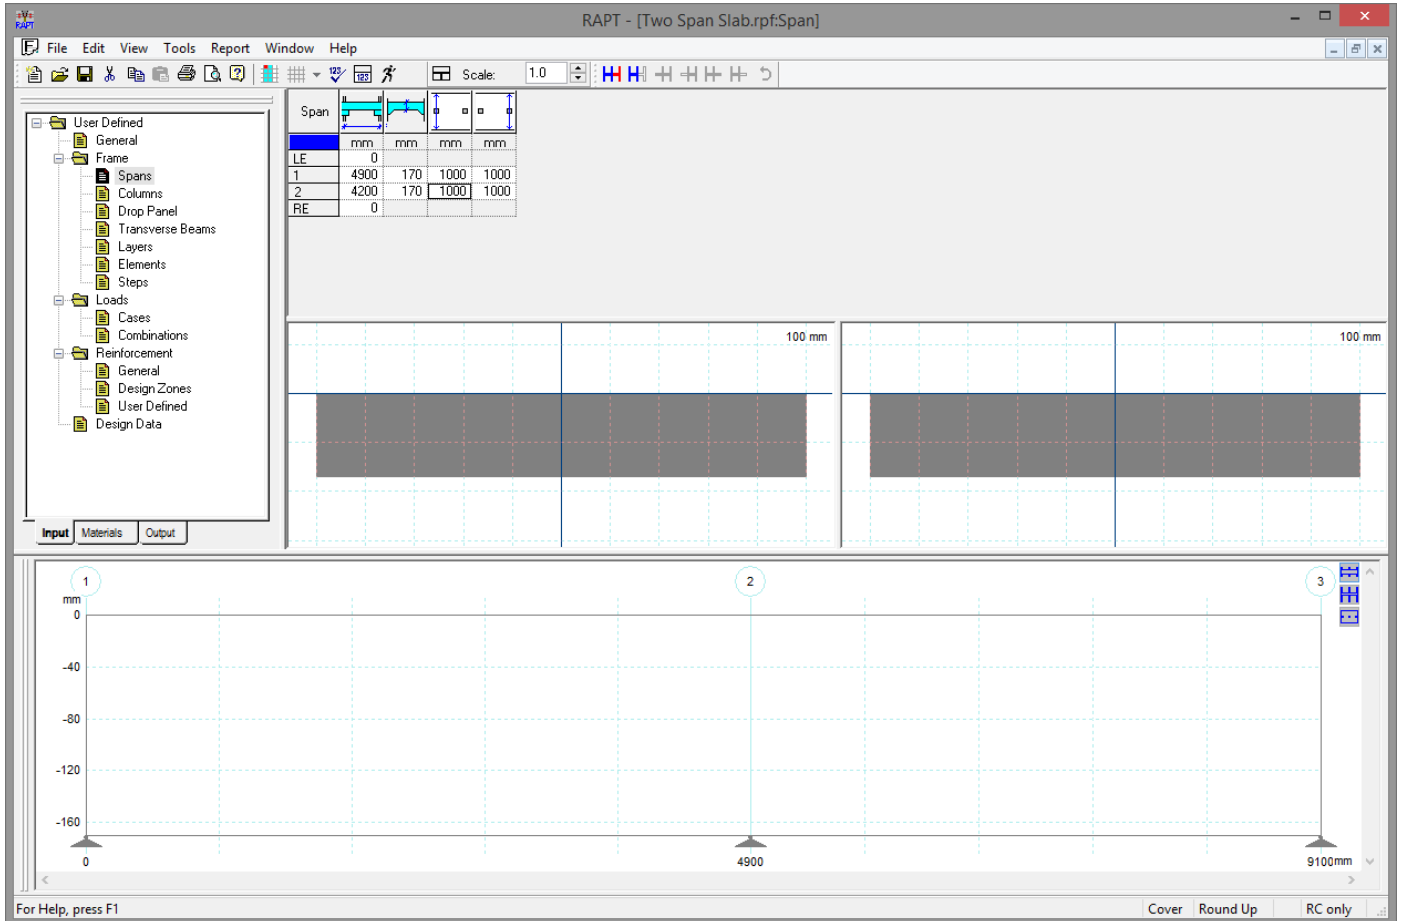 RAPT
RAPT - [Two Span Slab.rpf:Span]
File Edit View Tools Report Window Help
Scale: 1.0
User Defined
General
Frame
Spans
Columns
Drop Panel
Transverse Beams
Layers
Elements
Steps
Loads
Cases
Combinations
Reinforcement
General
Design Zones
User Defined
Design Data
Input Materials Output
Span
mm mm mm mm
LE 0
1 4900 170 1000 1000
2 4200 170 1000 1000
RE 0
100 mm
100 mm
1 2 3
mm
0
-40
-80
-120
-160
0 4900 9100mm
For Help, press F1
Cover Round Up RC only